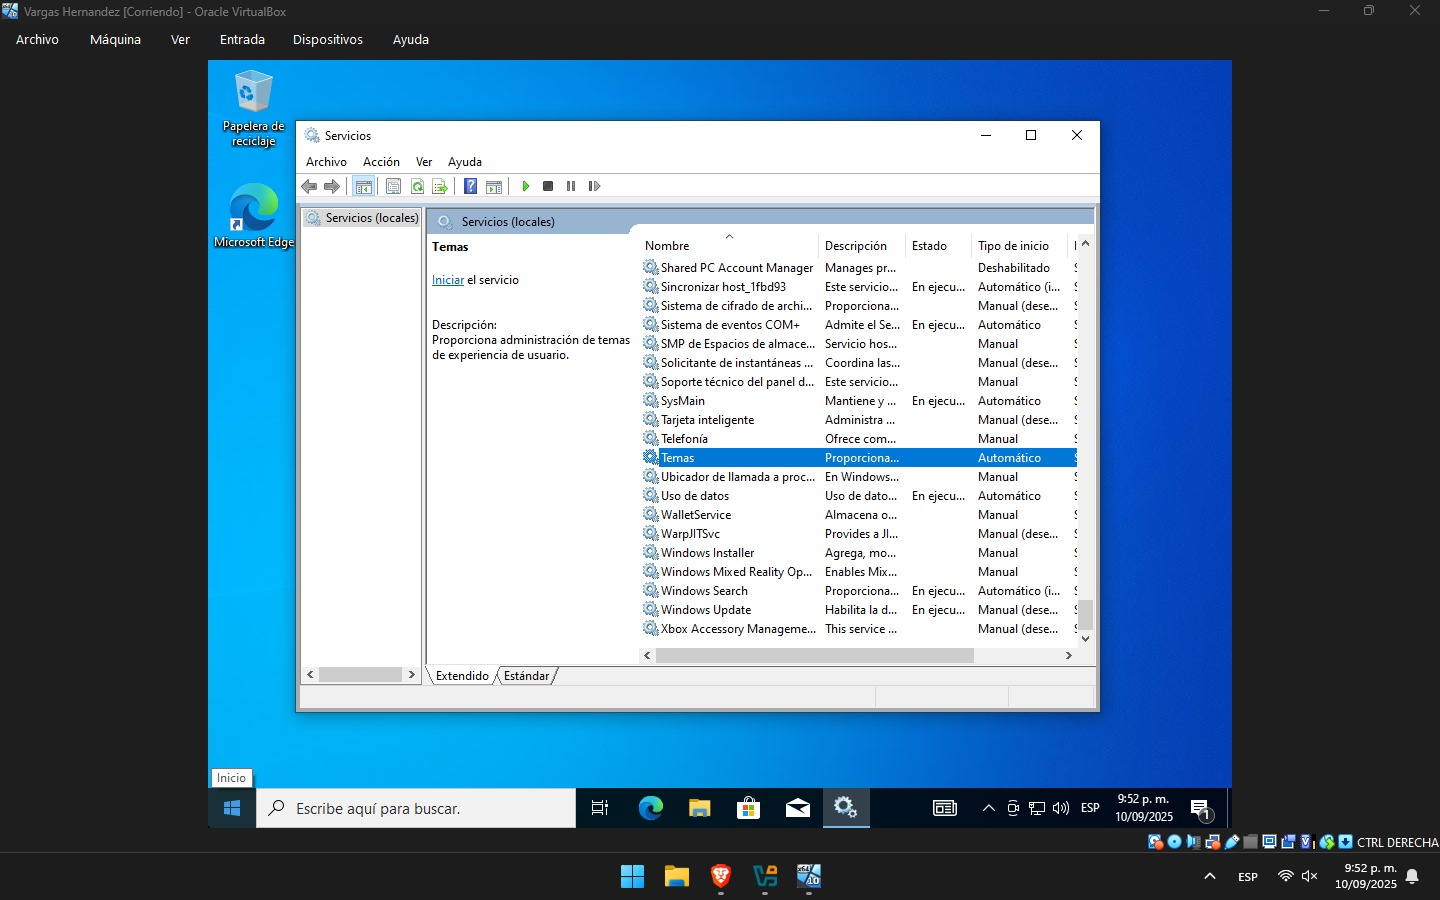 Vargas Hernandez [Corriendo] - Oracle VirtualBox
Archivo Máquina Ver Entrada Dispositivos Ayuda
Papelera de
reciclaje
Microsoft Edge
Servicios
Archivo Acción Ver Ayuda
Servicios (locales)
Servicios (locales)
Temas
Iniciar el servicio
Descripción:
Proporciona administración de temas
de experiencia de usuario.
Nombre Descripción Estado Tipo de inicio
Shared PC Account Manager Manages pr... Deshabilitado
Sincronizar host_1fbd93 Este servicio... En ejecu... Automático (i...
Sistema de cifrado de archi... Proporciona... Manual (dese...
Sistema de eventos COM+ Admite el Se... En ejecu... Automático
SMP de Espacios de almace... Servicio hos... Manual
Solicitante de instantáneas ... Coordina las... Manual (dese...
Soporte técnico del panel d... Este servicio... Manual
SysMain Mantiene y ... En ejecu... Automático
Tarjeta inteligente Administra ... Manual (dese...
Telefonía Ofrece com... Manual
Temas Proporciona... Automático
Ubicador de llamada a proc... En Windows... Manual
Uso de datos Uso de dato... En ejecu... Automático
WalletService Almacena o... Manual
WarpJITSvc Provides a JI... Manual (dese...
Windows Installer Agrega, mo... Manual
Windows Mixed Reality Op... Enables Mix... Manual
Windows Search Proporciona... En ejecu... Automático (i...
Windows Update Habilita la d... En ejecu... Manual (dese...
Xbox Accessory Manageme... This service ... Manual (dese...
Extendido Estándar
Inicio
Escribe aquí para buscar.
ESP
9:52 p. m.
10/09/2025
1
CTRL DERECHA
ESP
9:52 p. m.
10/09/2025